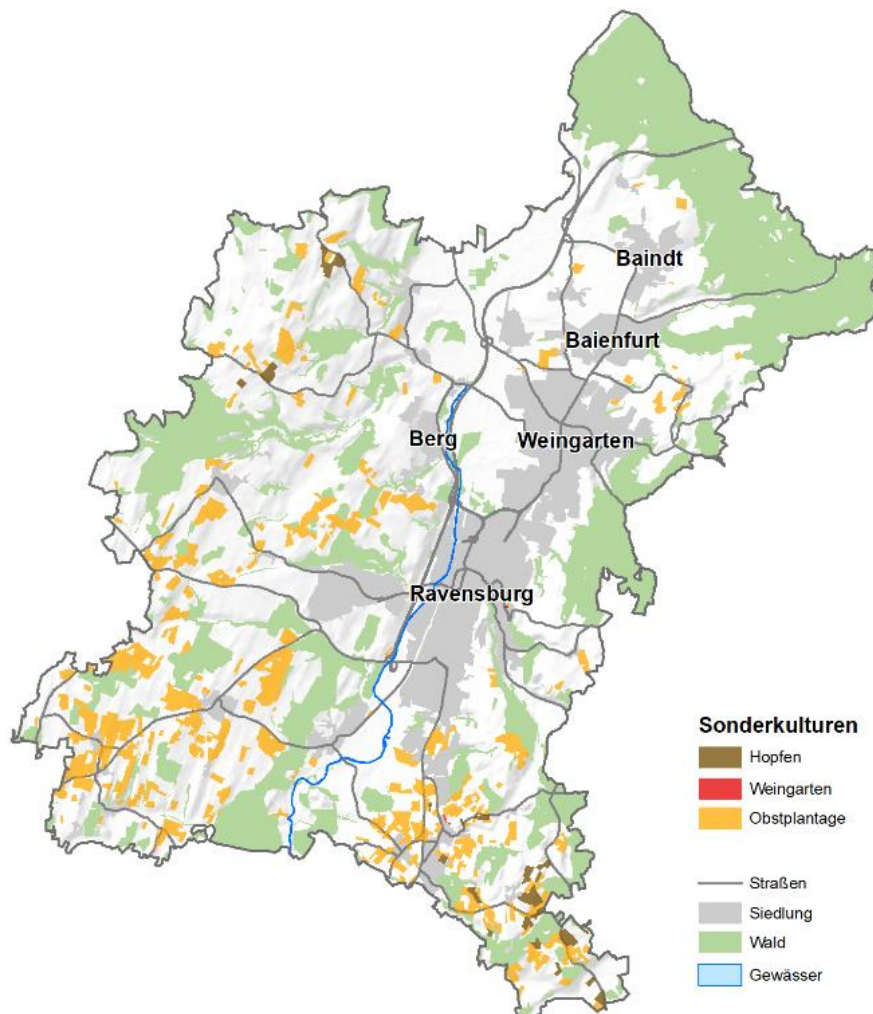 Baindt
Baienfurt
Berg
Weingarten
Ravensburg
Sonderkulturen
Hopfen
Weingarten
Obstplantage
Straßen
Siedlung
Wald
Gewässer